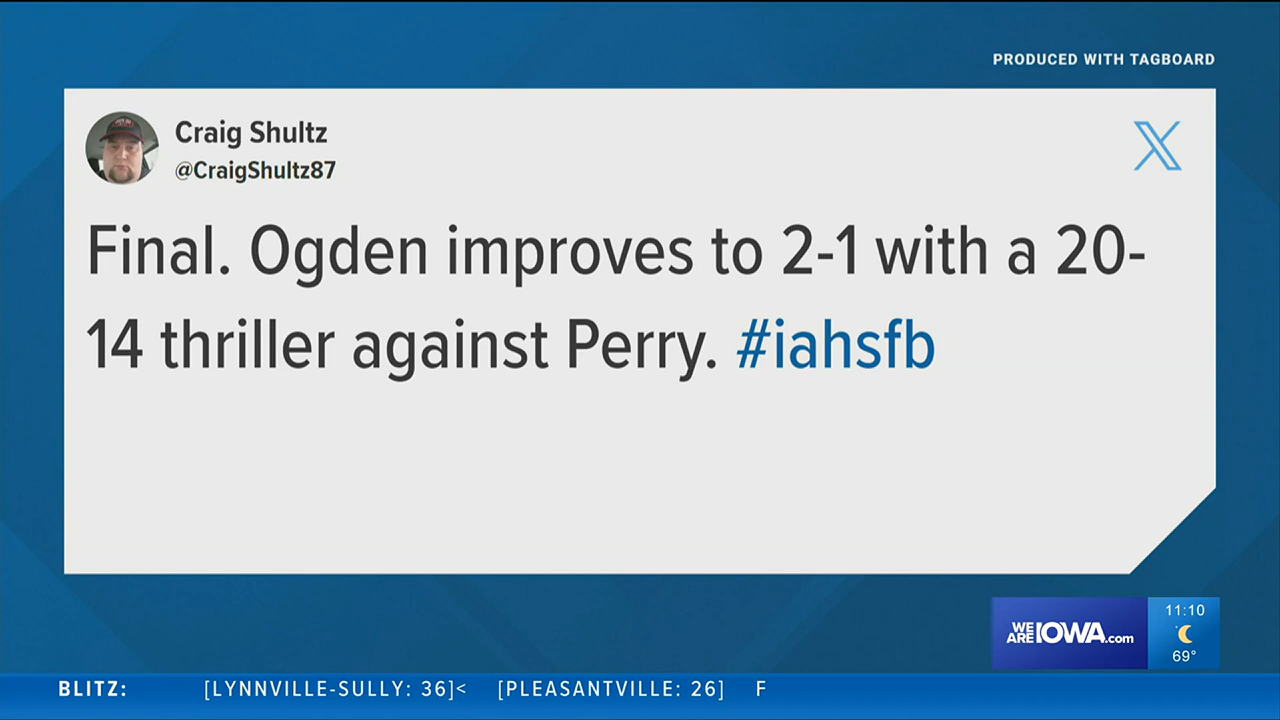 PRODUCED WITH TAGBOARD
Craig Shultz
@CraigShultz87
Final. Ogden improves to 2-1 with a 20-
14 thriller against Perry. #iahsfb
WE ARE IOWA.com
11:10
69°
BLITZ: [LYNNVILLE-SULLY: 36]< [PLEASANTVILLE: 26] F